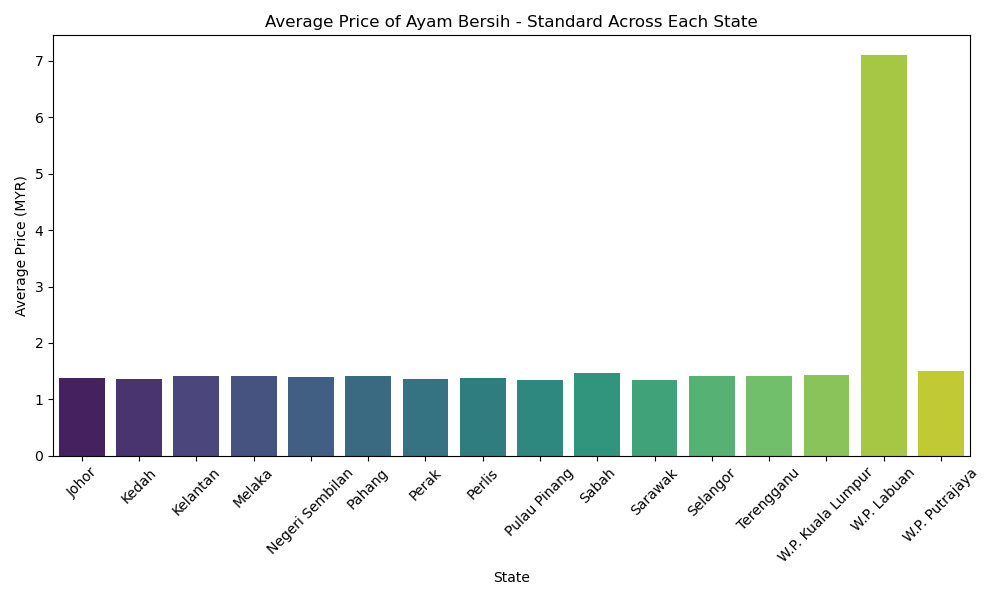 Average Price of Ayam Bersih - Standard Across Each State
Average Price (MYR)
7
6
5
4
3
2
1
0
Johor
Kedah
Kelantan
Melaka
Negeri Sembilan
Pahang
Perak
Perlis
Pulau Pinang
Sabah
Sarawak
Selangor
Terengganu
W.P. Kuala Lumpur
W.P. Labuan
W.P. Putrajaya
State